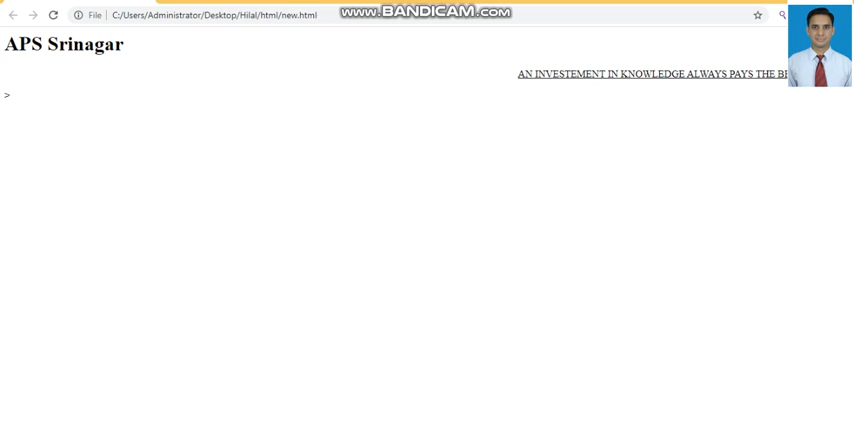 File C:/Users/Administrator/Desktop/Hilal/html/new.html
WWW.BANDICAM.COM
APS Srinagar
AN INVESTEMENT IN KNOWLEDGE ALWAYS PAYS THE
>